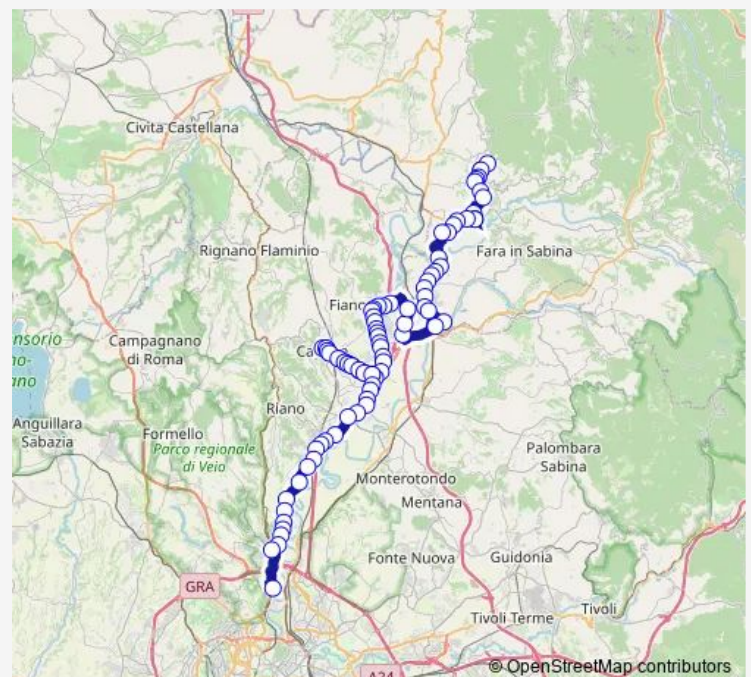 Civita Castellana
Rignano Flaminio
Fara in Sabina
Fiano
Campagnano
di Roma
Ca
Anguillara
Sabazia
Riano
Formello
Parco regionale
di Veio
Palombara
Sabina
Monterotondo
Mentana
Fonte Nuova
Guidonia
GRA
Tivoli Terme
Tivoli
A24
© OpenStreetMap contributors